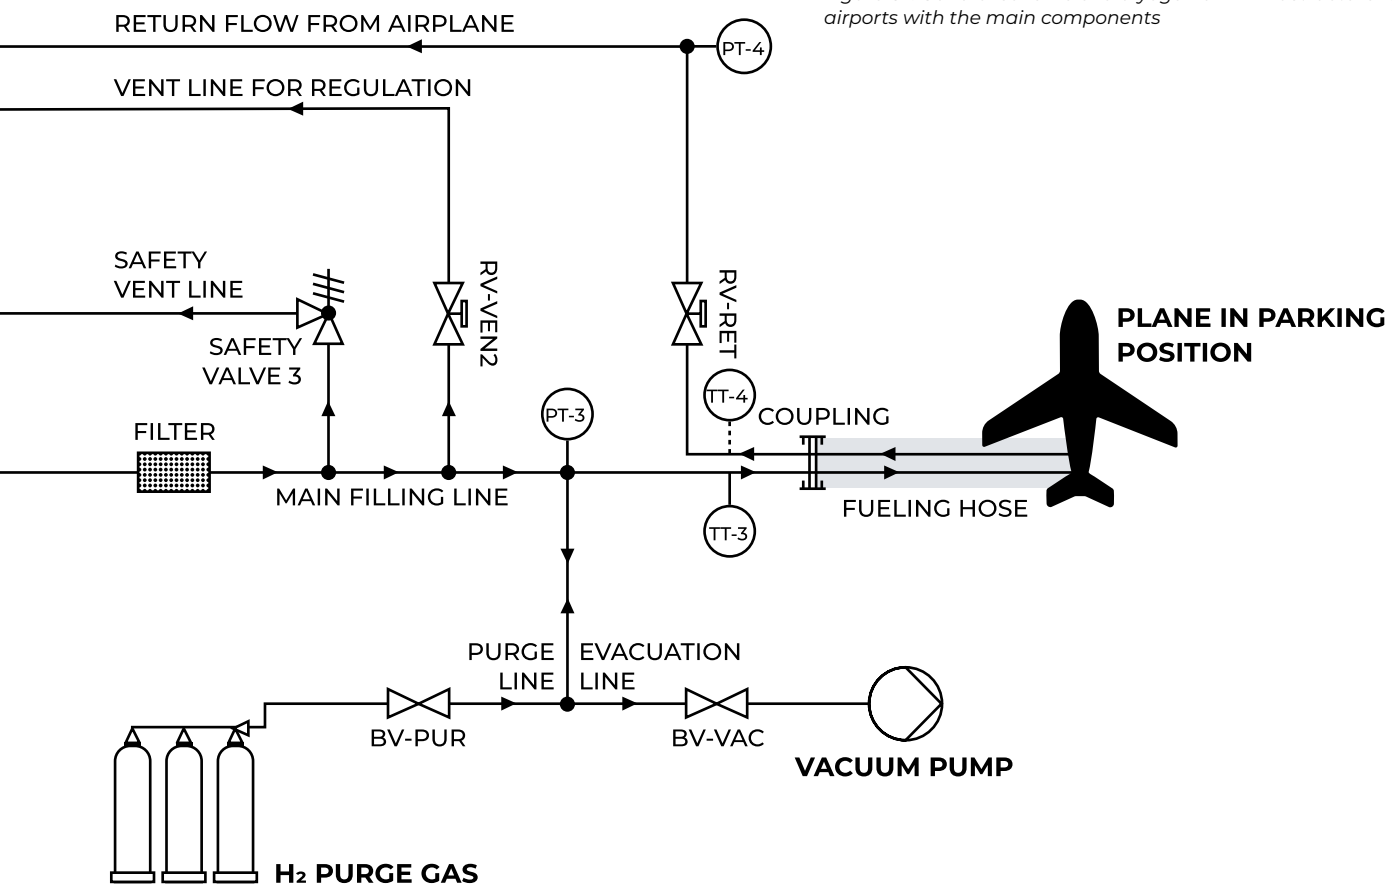 airports with the main components
RETURN FLOW FROM AIRPLANE
PT-4
VENT LINE FOR REGULATION
SAFETY
VENT LINE
SAFETY
VALVE 3
RV-VEN2
RV-RET
PLANE IN PARKING
POSITION
TT-4
PT-3
COUPLING
FILTER
MAIN FILLING LINE
FUELING HOSE
TT-3
PURGE
LINE
EVACUATION
LINE
BV-PUR
BV-VAC
VACUUM PUMP
H₂ PURGE GAS